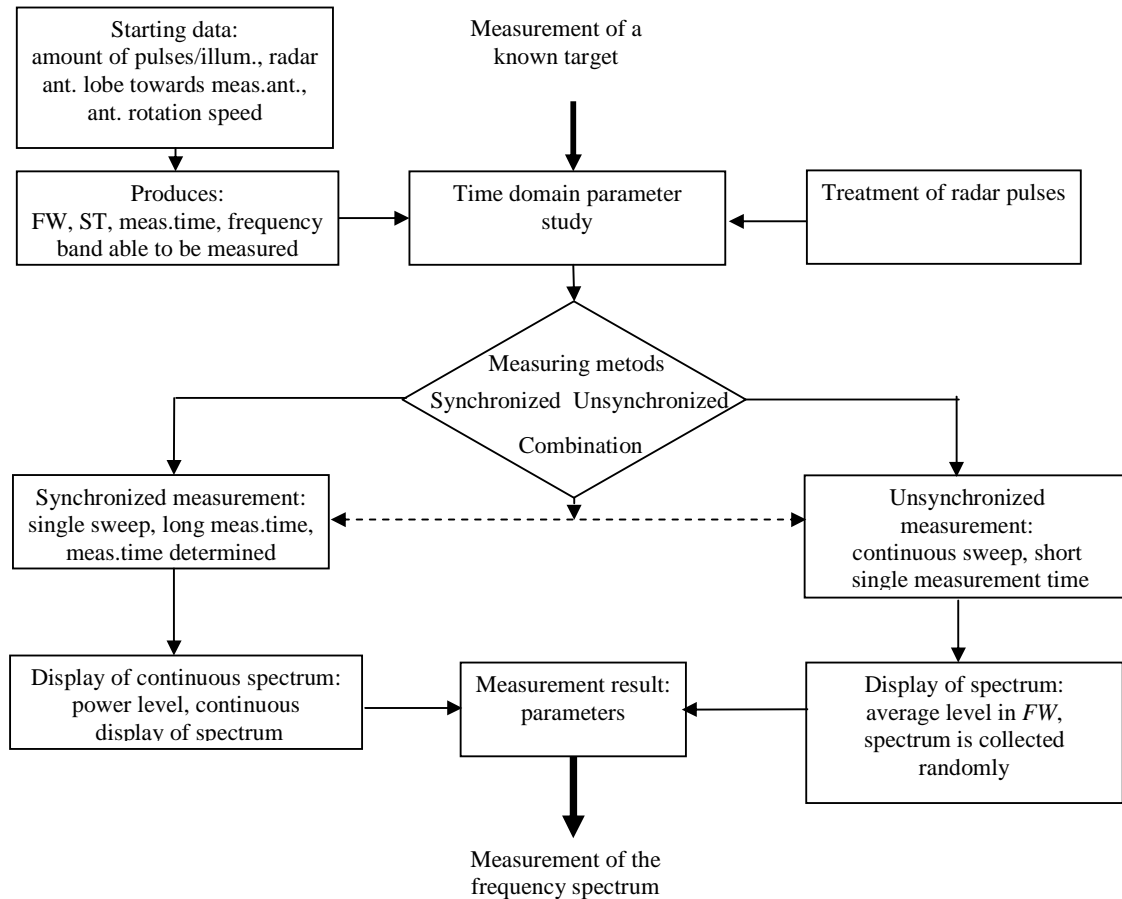 Starting data:
amount of pulses/illum., radar
ant. lobe towards meas.ant.,
ant. rotation speed
Measurement of a
known target
Produces:
FW, ST, meas.time, frequency
band able to be measured
Time domain parameter
study
Treatment of radar pulses
Measuring metods
Synchronized Unsynchronized
Combination
Synchronized measurement:
single sweep, long meas.time,
meas.time determined
Unsynchronized
measurement:
continuous sweep, short
single measurement time
Display of continuous spectrum:
power level, continuous
display of spectrum
Measurement result:
parameters
Display of spectrum:
average level in FW,
spectrum is collected
randomly
Measurement of the
frequency spectrum